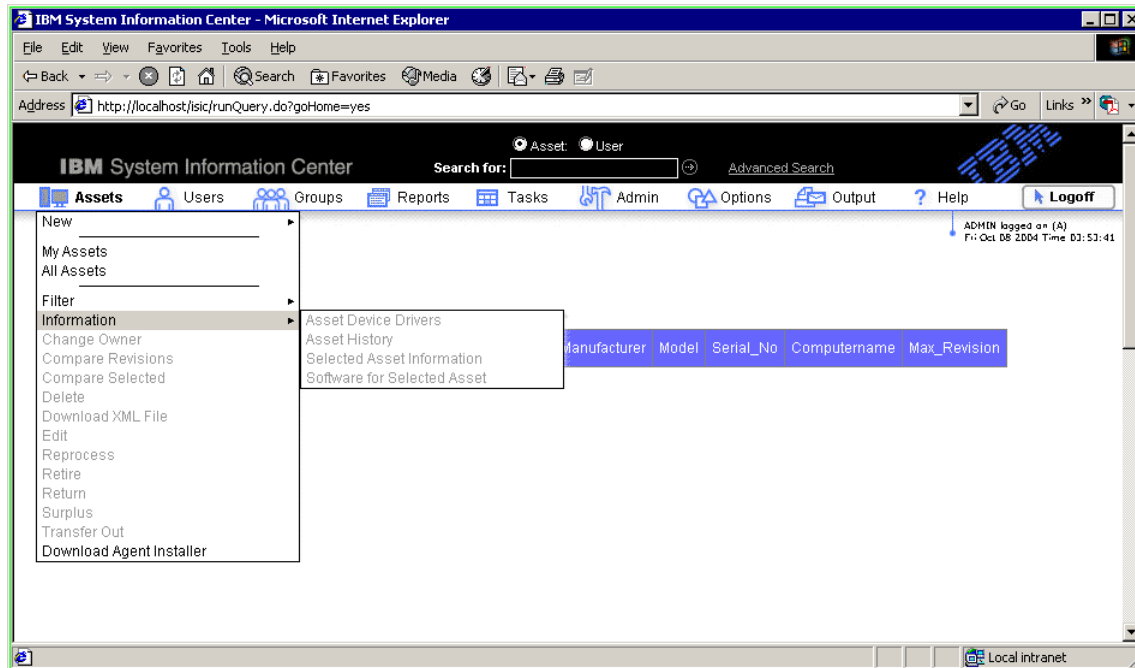 IBM System Information Center - Microsoft Internet Explorer
File Edit View Favorites Tools Help
Back Search Favorites Media
Address http://localhost/isic/runQuery.do?goHome=yes Go Links »
Asset: User
IBM System Information Center Search for: Advanced Search
IBM
Assets Users Groups Reports Tasks Admin Options Output ? Help Logoff
ADMIN logged on (A)
Fri Oct 08 2004 Time 03:53:41
New
My Assets
All Assets
Filter
Information
Change Owner
Compare Revisions
Compare Selected
Delete
Download XML File
Edit
Reprocess
Retire
Return
Surplus
Transfer Out
Download Agent Installer
Asset Device Drivers
Asset History
Selected Asset Information
Software for Selected Asset
Manufacturer Model Serial_No Computername Max_Revision
Local intranet